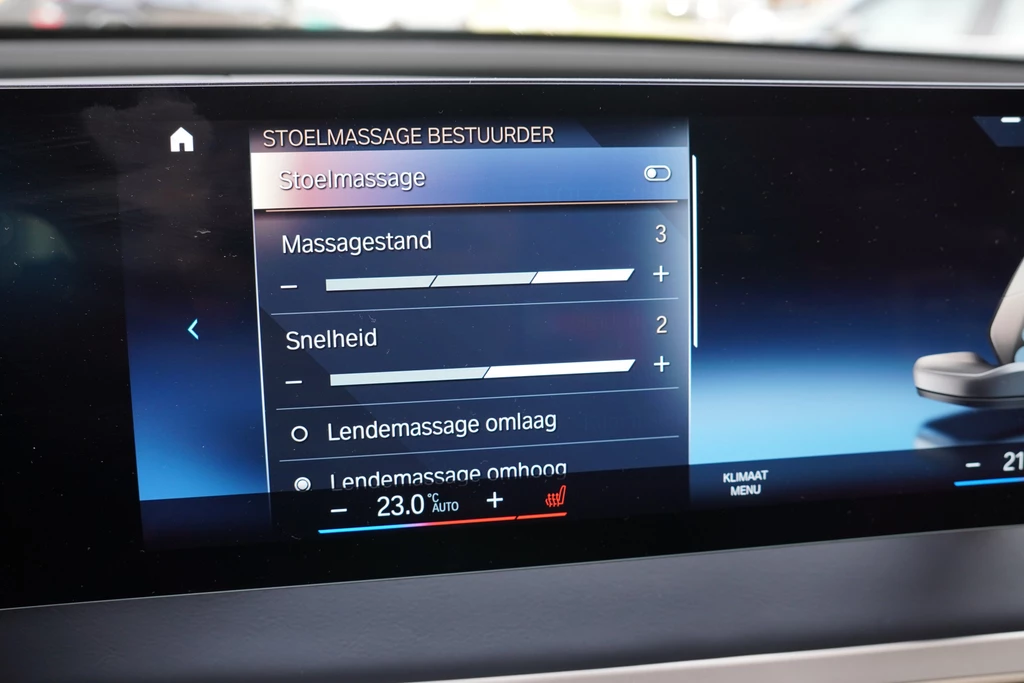 STOELMASSAGE BESTUURDER
Stoelmassage
Massagestand 3
− +
Snelheid 2
− +
Lendemassage omlaag
Lendemassage omhoog
− 23.0 °C AUTO +
KLIMAAT
MENU
− 21